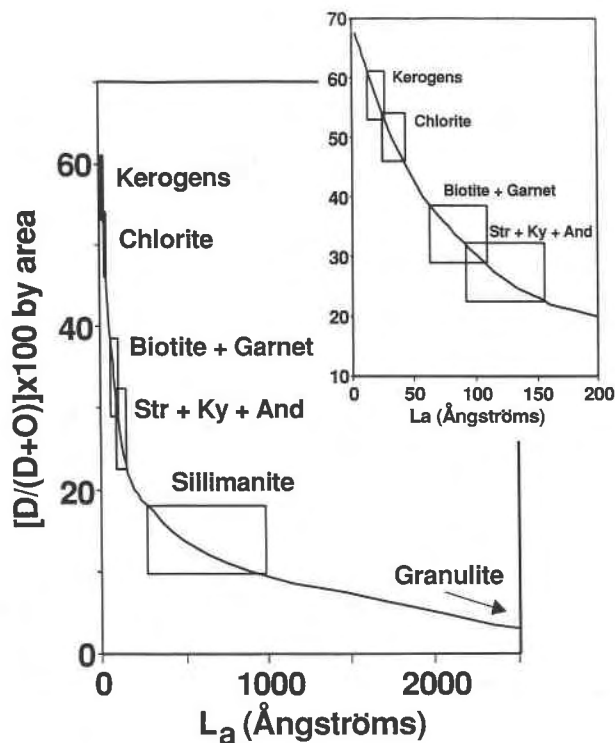 [D/(D+O)]x100 by area
60
40
20
0
Kerogens
Chlorite
Biotite + Garnet
Str + Ky + And
Sillimanite
Granulite
0
1000
2000
La (Ångströms)
70
60
50
40
30
20
10
Kerogens
Chlorite
Biotite + Garnet
Str + Ky + And
0
50
100
150
200
La (Ångströms)